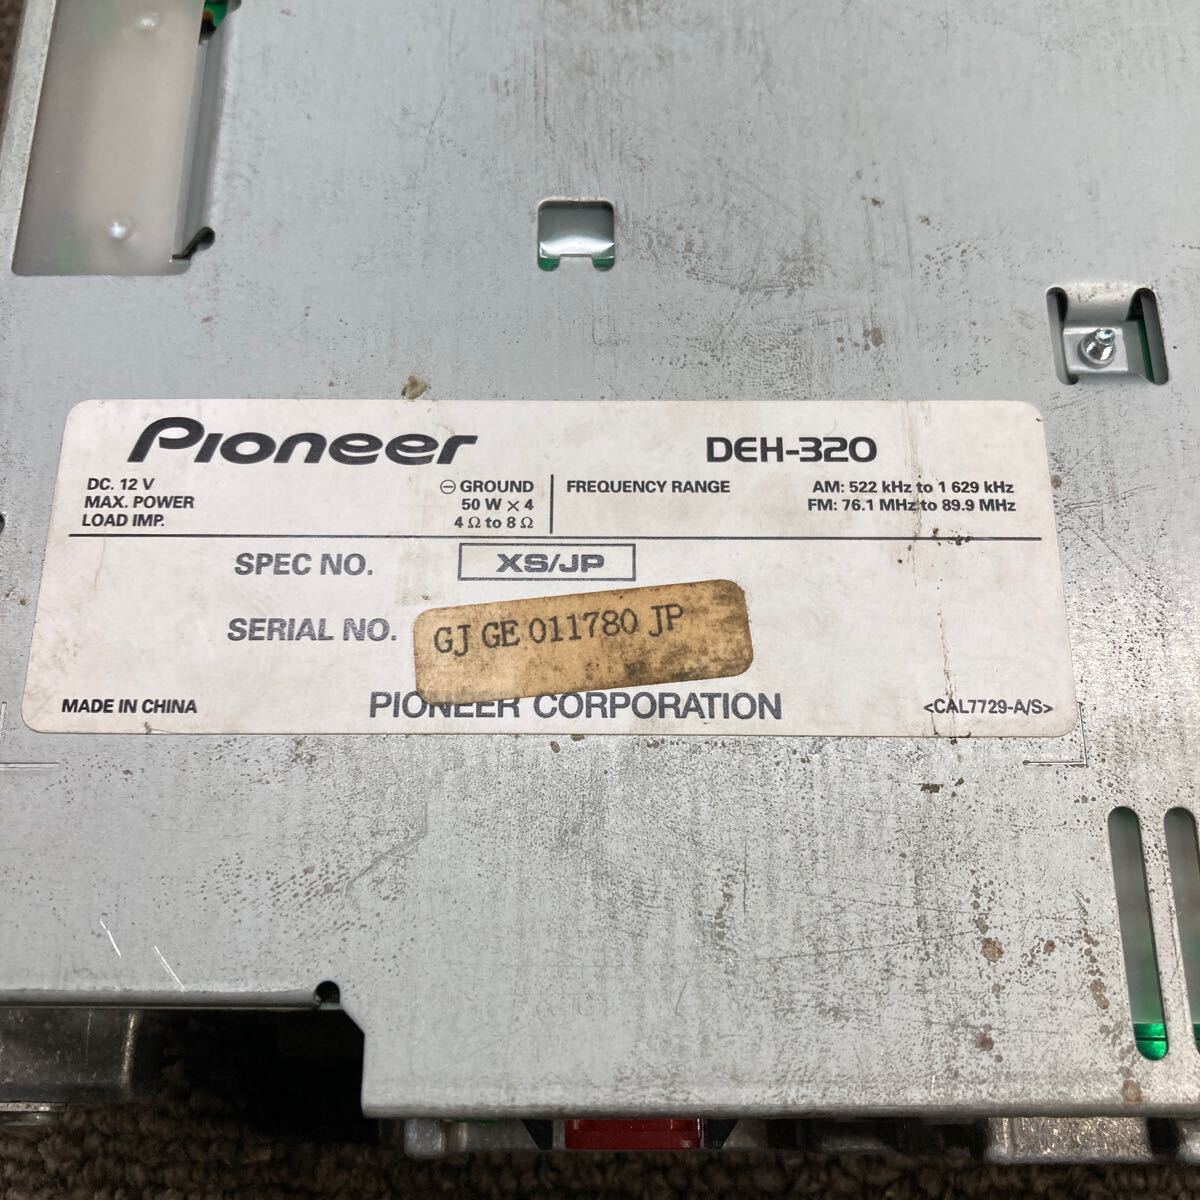 Pioneer DEH-320
DC. 12 V ⊖ GROUND
MAX. POWER 50 W × 4
LOAD IMP. 4 Ω to 8 Ω
FREQUENCY RANGE AM: 522 kHz to 1 629 kHz
FM: 76.1 MHz to 89.9 MHz
SPEC NO. XS/JP
SERIAL NO. GJ GE 011780 JP
MADE IN CHINA PIONEER CORPORATION <CAL7729-A/S>